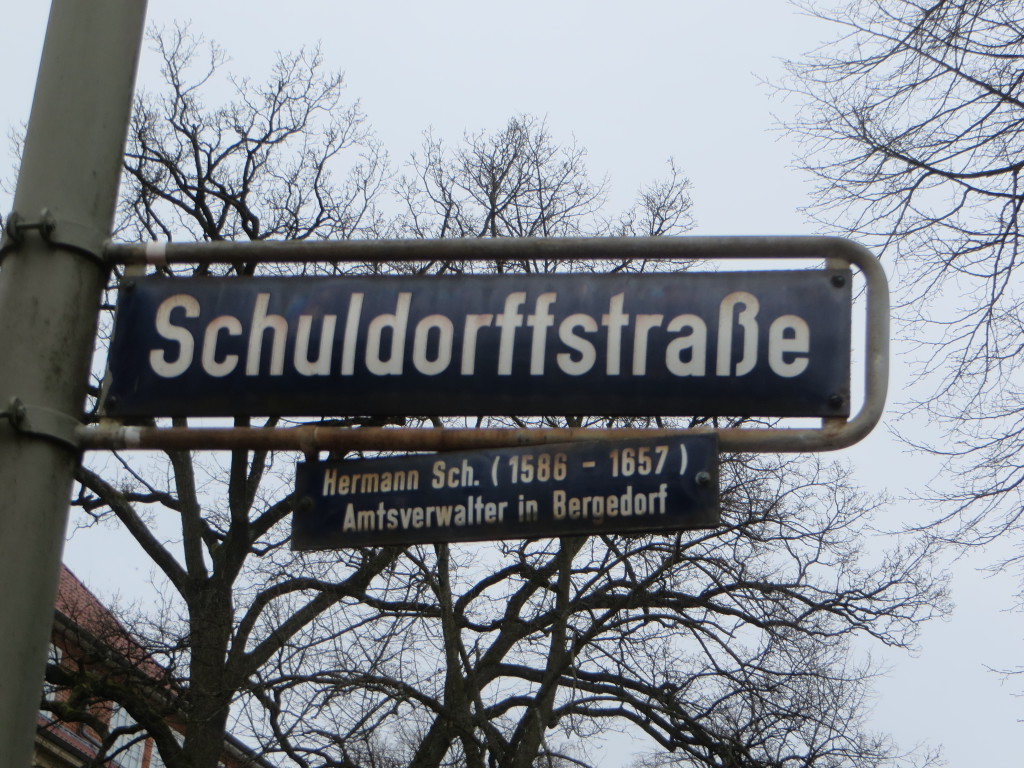 Schuldorffstraße
Hermann Sch. (1586 - 1657)
Amtsverwalter in Bergedorf